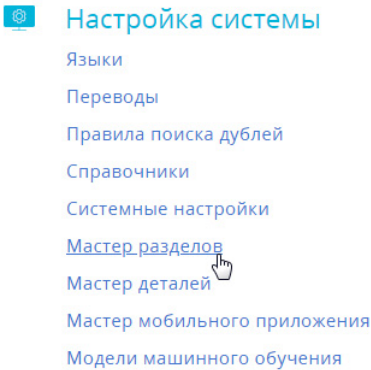 Настройка системы
Языки
Переводы
Правила поиска дублей
Справочники
Системные настройки
Мастер разделов
Мастер деталей
Мастер мобильного приложения
Модели машинного обучения